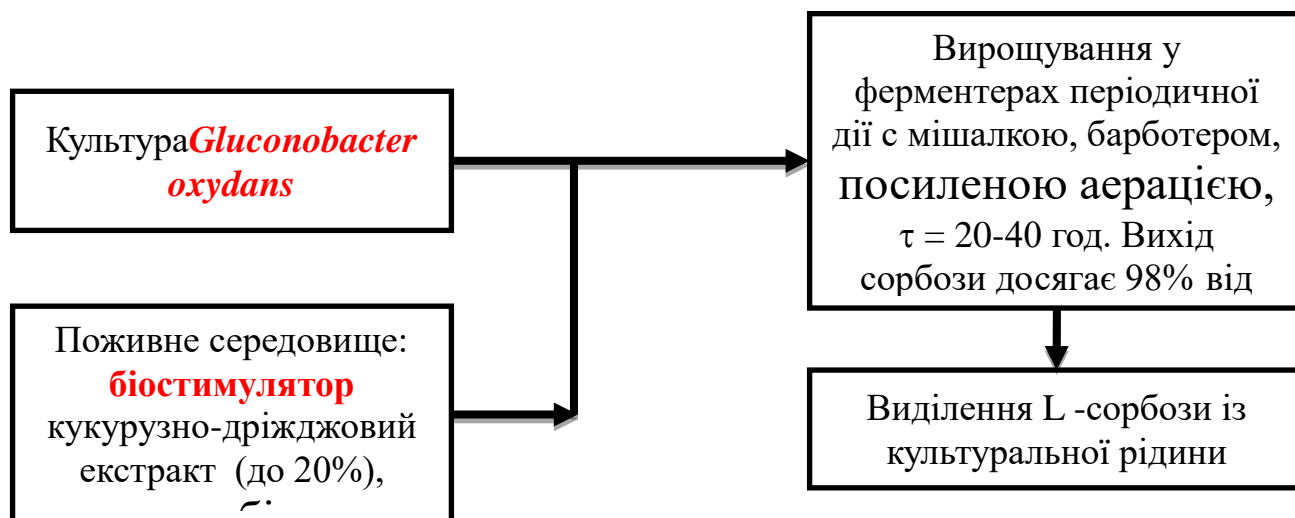 Культура Gluconobacter
oxydans
Поживне середовище:
біостимулятор
кукурузно-дріжджовий
екстракт (до 20%),
Вирощування у
ферментерах періодичної
дії с мішалкою, барботером,
посиленою аерацією,
τ = 20-40 год. Вихід
сорбози досягає 98% від
Виділення L -сорбози із
культуральної рідини